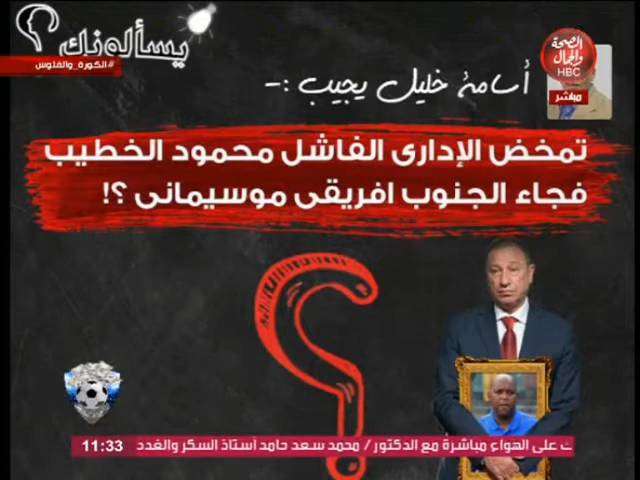 يسألونك ؟
#الكورة_والفلوس
الصحة والجمال
HBC
مباشر
أسامة خليل يجيب :-
تمخض الإدارى الفاشل محمود الخطيب
فجاء الجنوب افريقى موسيمانى ؟!
؟
11:33
ت على الهواء مباشرة مع الدكتور / محمد سعد حامد أستاذ السكر والغدد